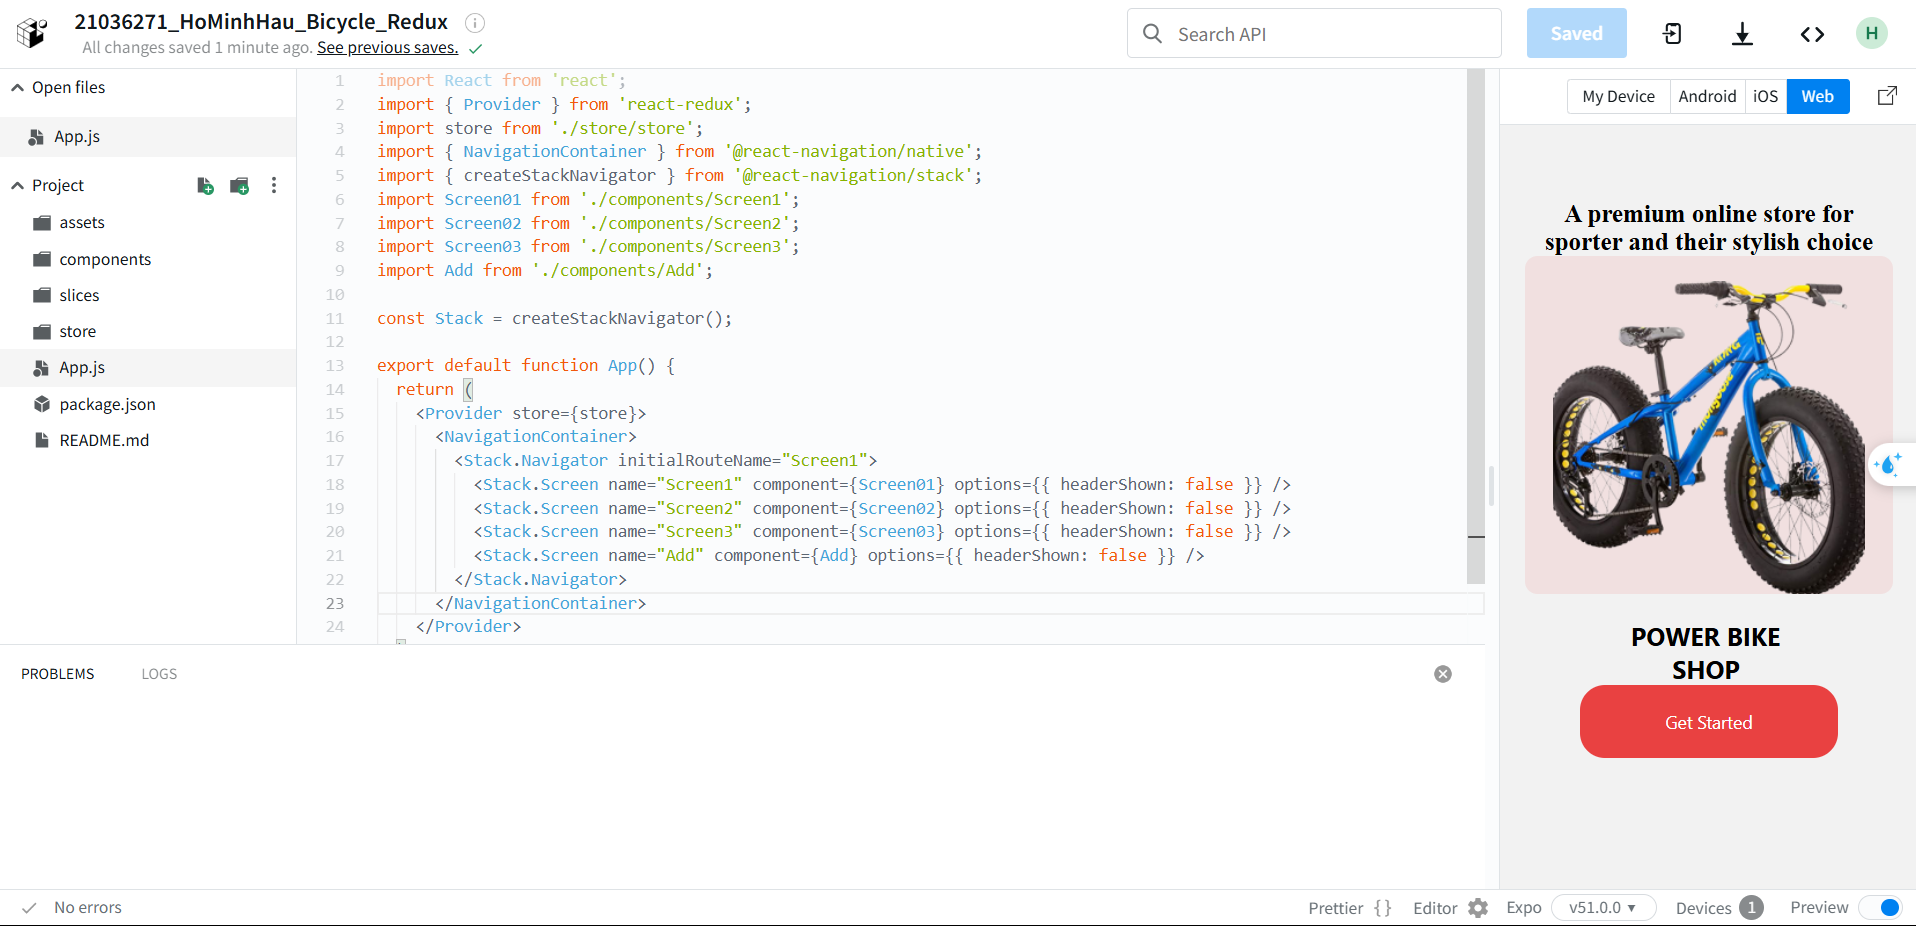 21036271_HoMinhHau_Bicycle_Redux
All changes saved 1 minute ago. See previous saves.
Search API
Saved
H
Open files
App.js
Project
assets
components
slices
store
App.js
package.json
README.md
1 import React from 'react';
2 import { Provider } from 'react-redux';
3 import store from './store/store';
4 import { NavigationContainer } from '@react-navigation/native';
5 import { createStackNavigator } from '@react-navigation/stack';
6 import Screen01 from './components/Screen1';
7 import Screen02 from './components/Screen2';
8 import Screen03 from './components/Screen3';
9 import Add from './components/Add';
10
11 const Stack = createStackNavigator();
12
13 export default function App() {
14 return (
15 <Provider store={store}>
16 <NavigationContainer>
17 <Stack.Navigator initialRouteName="Screen1">
18 <Stack.Screen name="Screen1" component={Screen01} options={{ headerShown: false }} />
19 <Stack.Screen name="Screen2" component={Screen02} options={{ headerShown: false }} />
20 <Stack.Screen name="Screen3" component={Screen03} options={{ headerShown: false }} />
21 <Stack.Screen name="Add" component={Add} options={{ headerShown: false }} />
22 </Stack.Navigator>
23 </NavigationContainer>
24 </Provider>
My Device Android iOS Web
A premium online store for
sporter and their stylish choice
KONG
mongoose
POWER BIKE
SHOP
Get Started
PROBLEMS LOGS
No errors
Prettier {} Editor Expo v51.0.0 Devices 1 Preview